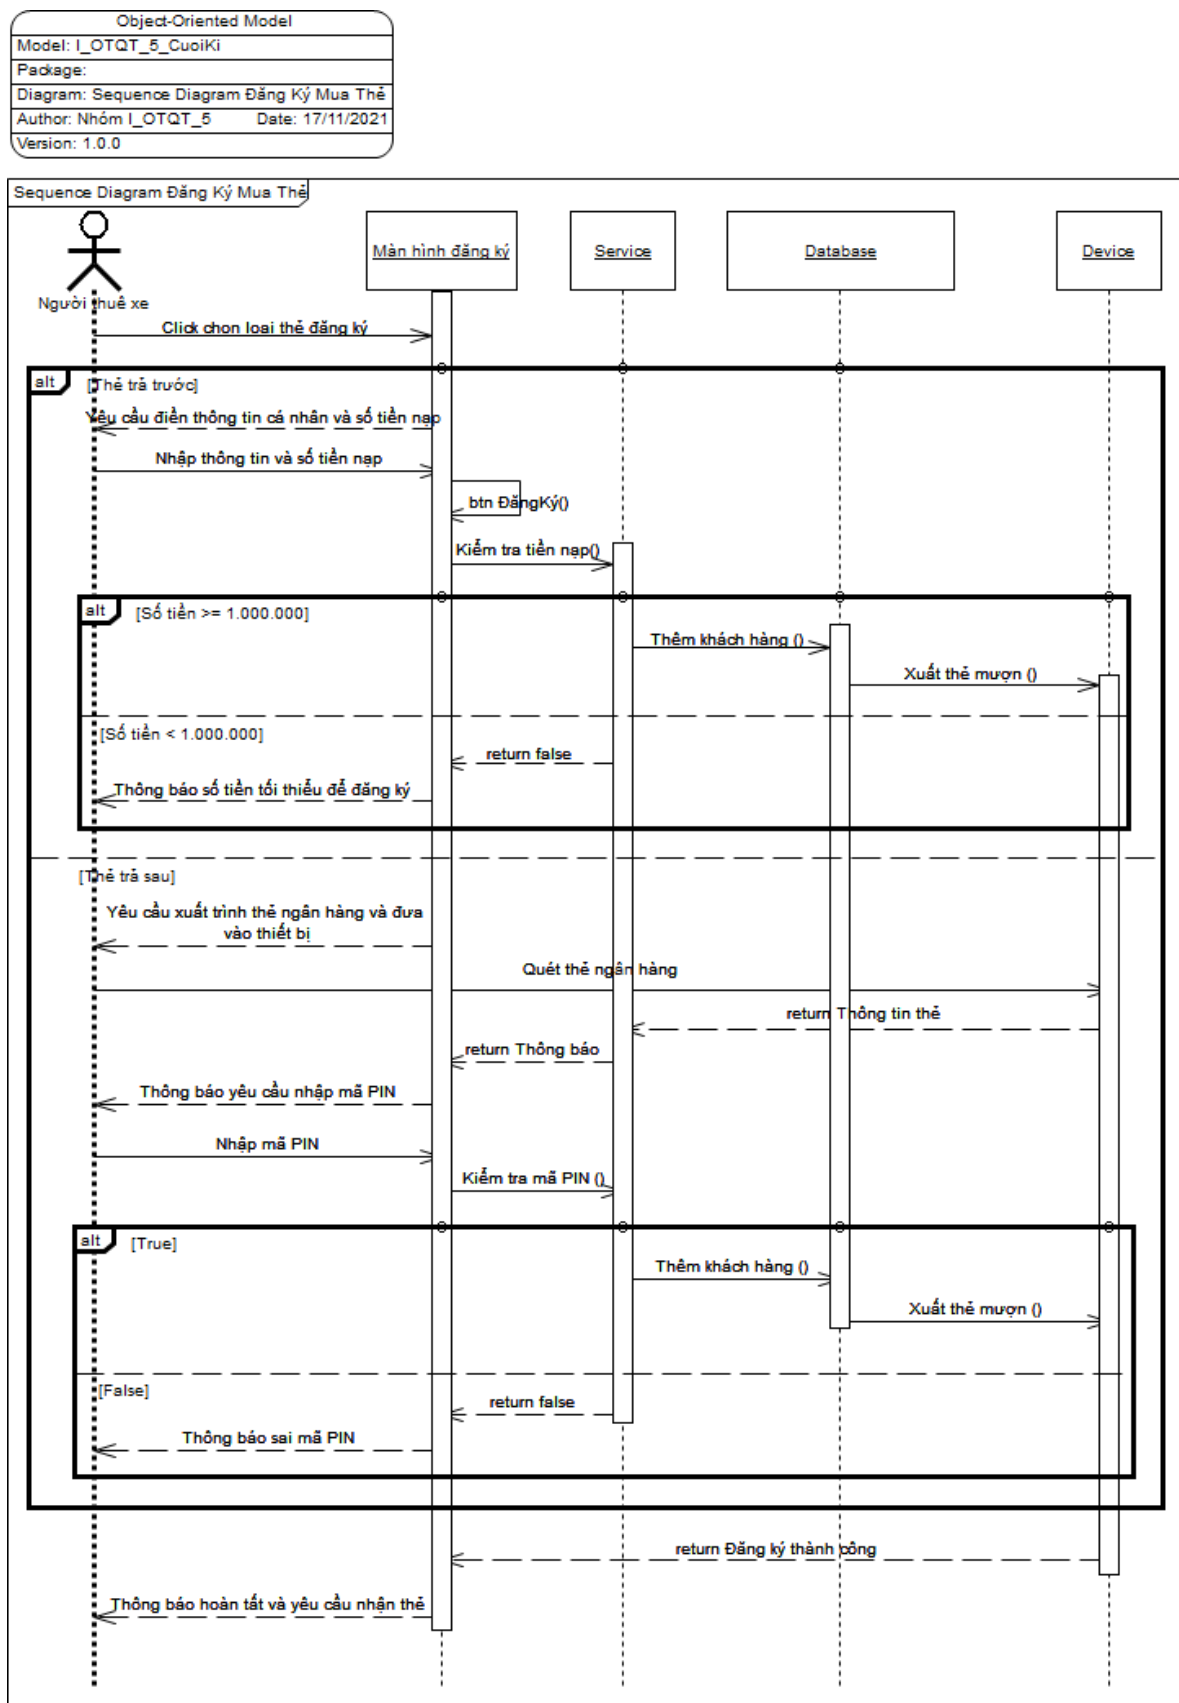 Object-Oriented Model
Model: I_OTQT_5_CuoiKi
Package:
Diagram: Sequence Diagram Đăng Ký Mua Thẻ
Author: Nhóm I_OTQT_5 Date: 17/11/2021
Version: 1.0.0
Sequence Diagram Đăng Ký Mua Thẻ
Người thuê xe
Màn hình đăng ký
Service
Database
Device
Click chon loai thẻ đăng ký
alt
[Thẻ trả trước]
Yêu cầu điền thông tin cá nhân và số tiền nạp
Nhập thông tin và số tiền nạp
btn ĐăngKý()
Kiểm tra tiền nạp()
alt
[Số tiền >= 1.000.000]
Thêm khách hàng ()
Xuất thẻ mượn ()
[Số tiền < 1.000.000]
return false
Thông báo số tiền tối thiểu để đăng ký
[Thẻ trả sau]
Yêu cầu xuất trình thẻ ngân hàng và đưa
vào thiết bị
Quét thẻ ngân hàng
return Thông tin thẻ
return Thông báo
Thông báo yêu cầu nhập mã PIN
Nhập mã PIN
Kiểm tra mã PIN ()
alt
[True]
Thêm khách hàng ()
Xuất thẻ mượn ()
[False]
return false
Thông báo sai mã PIN
return Đăng ký thành công
Thông báo hoàn tất và yêu cầu nhận thẻ